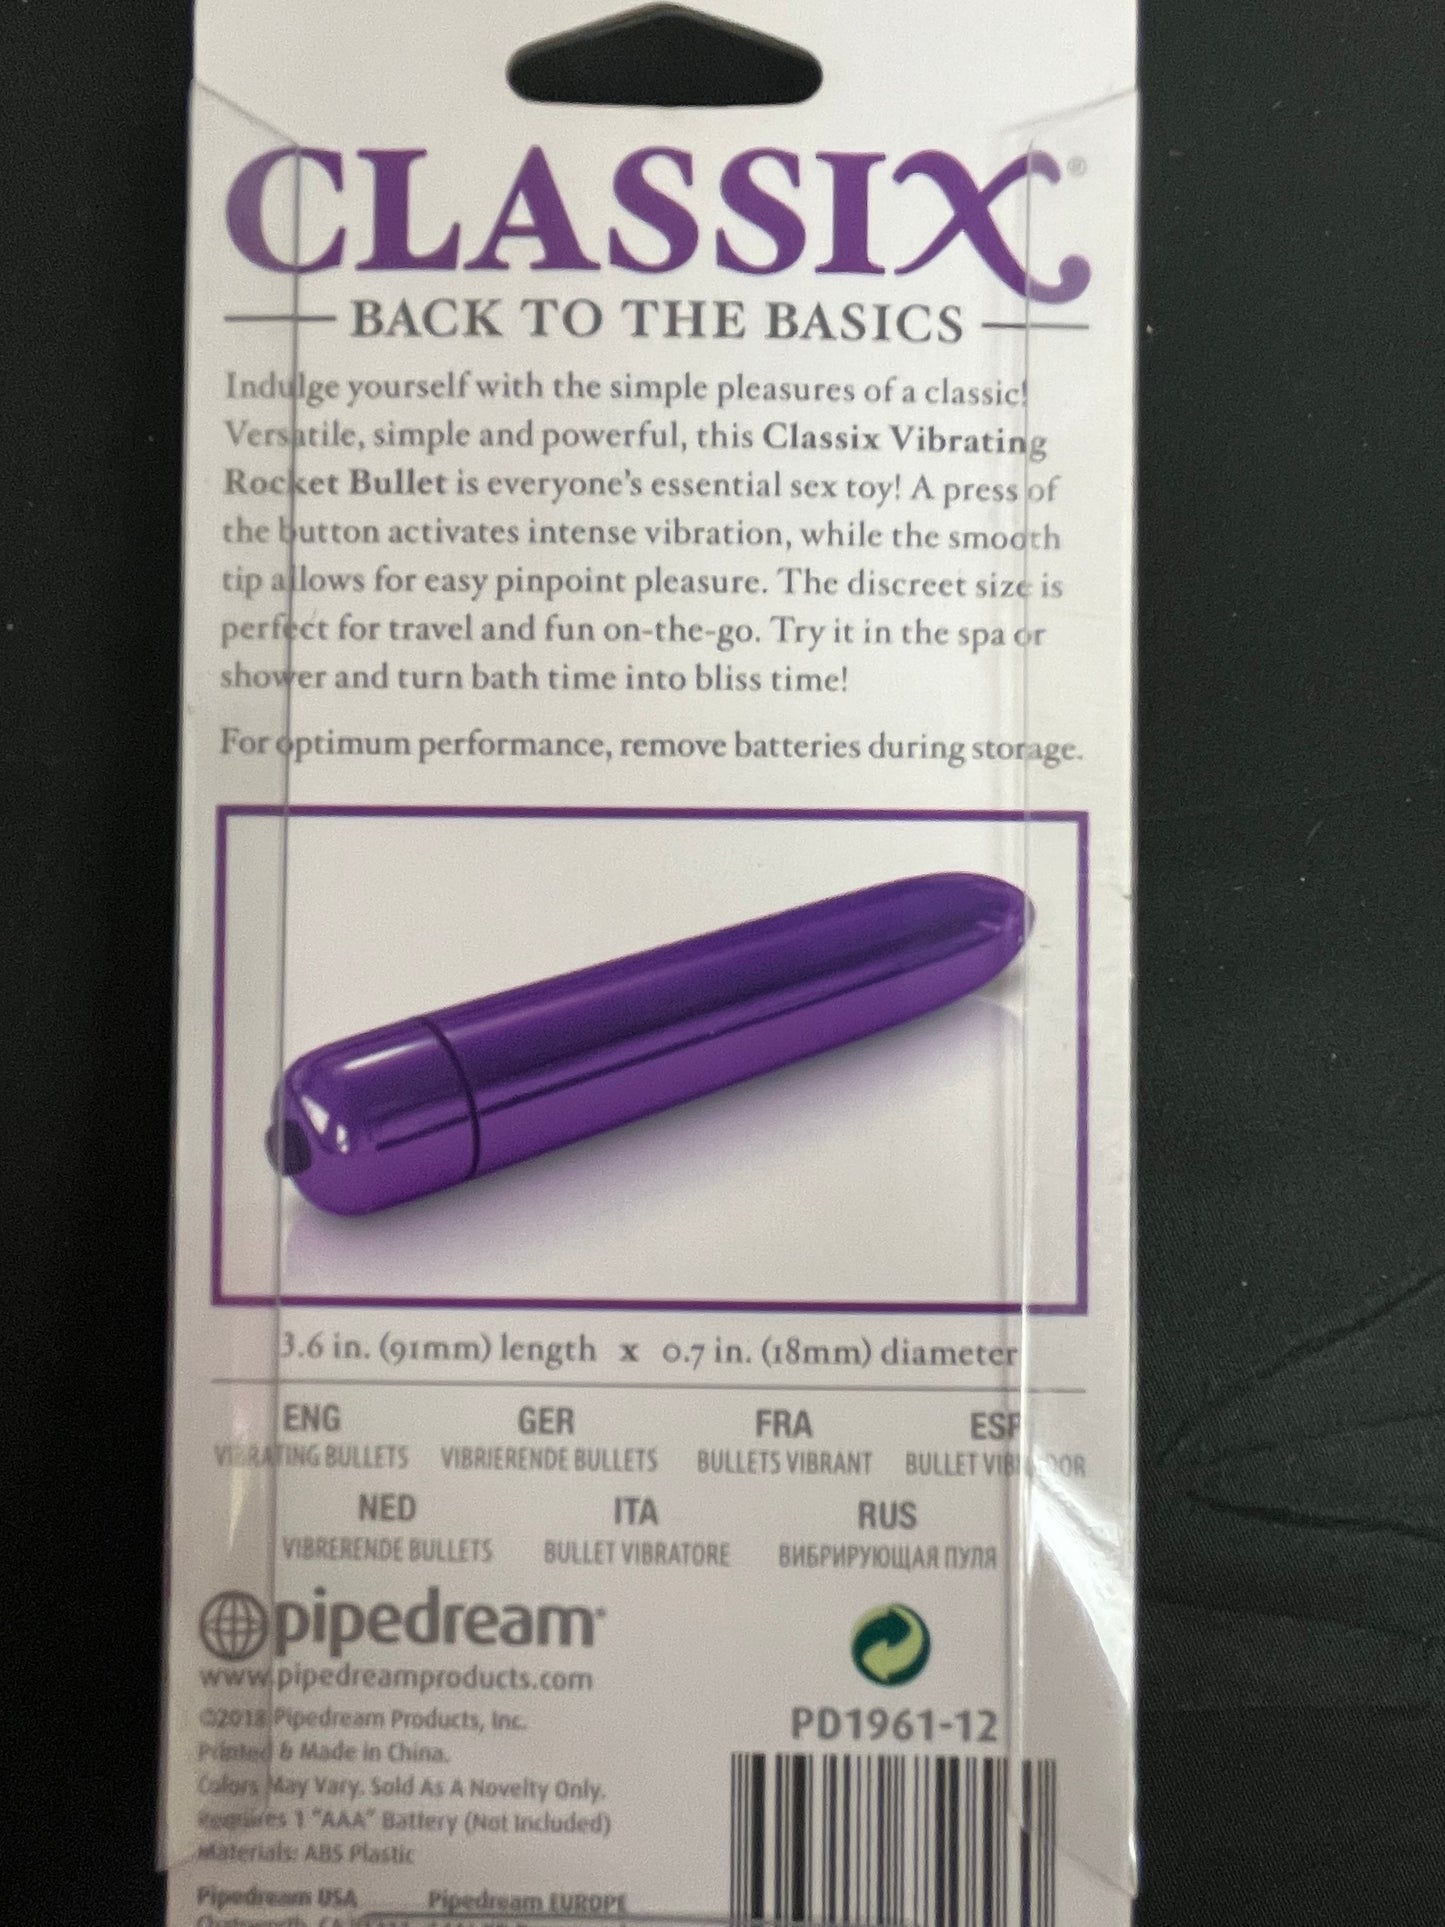 CLASSIX®
BACK TO THE BASICS
Indulge yourself with the simple pleasures of a classic!
Versatile, simple and powerful, this Classix Vibrating
Rocket Bullet is everyone's essential sex toy! A press of
the button activates intense vibration, while the smooth
tip allows for easy pinpoint pleasure. The discreet size is
perfect for travel and fun on-the-go. Try it in the spa or
shower and turn bath time into bliss time!
For optimum performance, remove batteries during storage.
3.6 in. (91mm) length x 0.7 in. (18mm) diameter
ENG GER FRA ESP
VIBRATING BULLETS VIBRIERENDE BULLETS BULLETS VIBRANT BULLET VIBRADOR
NED ITA RUS
VIBRERENDE BULLETS BULLET VIBRATORE ВИБРИРУЮЩАЯ ПУЛЯ
pipedream
www.pipedreamproducts.com
©2018 Pipedream Products, Inc.
Printed & Made in China.
Colors May Vary. Sold As A Novelty Only.
Requires 1 "AAA" Battery (Not Included)
Materials: ABS Plastic
PD1961-12
Pipedream USA Pipedream EUROPE